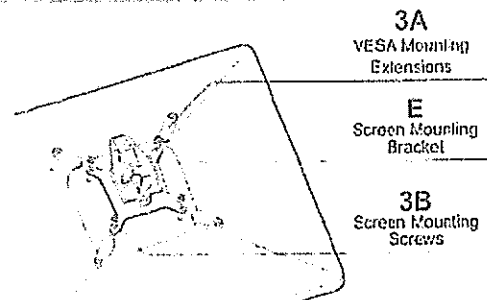 3A
VESA Mounting
Extensions
E
Screen Mounting
Bracket
3B
Screen Mounting
Screws